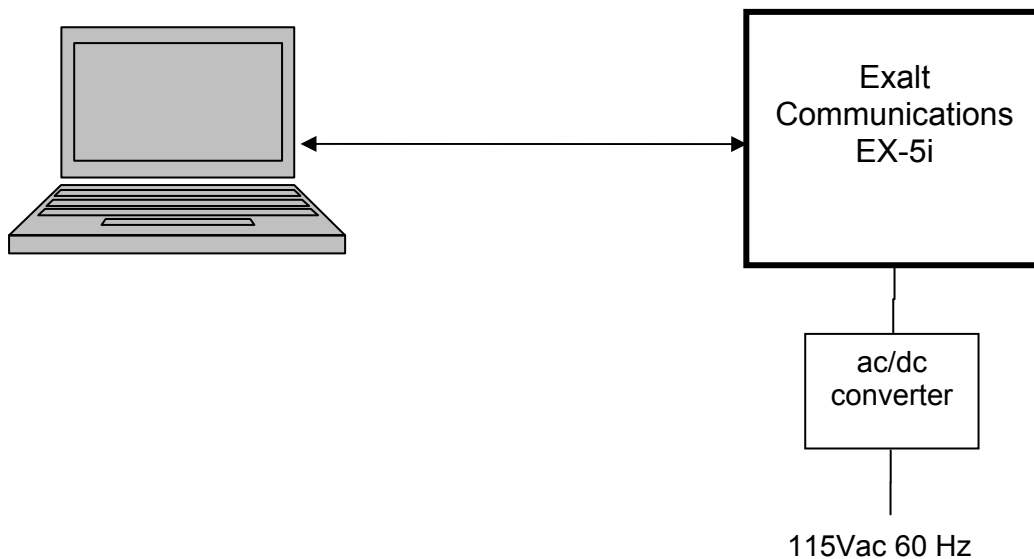 Exalt
Communications
EX-5i
ac/dc
converter
115Vac 60 Hz